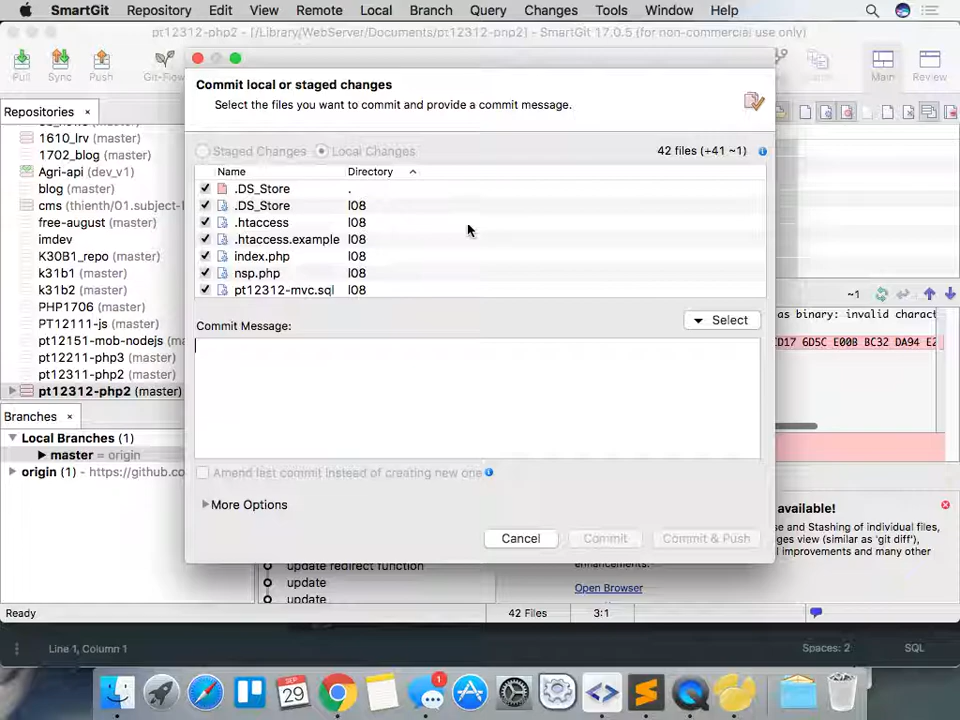 SmartGit Repository Edit View Remote Local Branch Query Changes Tools Window Help
pt12312-php2 - [/Library/WebServer/Documents/pt12312-php2] - SmartGit 17.0.5 (for non-commercial use only)
Commit local or staged changes
Select the files you want to commit and provide a commit message.
Pull Sync Push Git-Flow Main Review
Repositories ×
Staged Changes Local Changes 42 files (+41 ~1)
Name Directory
.DS_Store .
.DS_Store l08
.htaccess l08
.htaccess.example l08
index.php l08
nsp.php l08
pt12312-mvc.sql l08
1610_lrv (master)
1702_blog (master)
Agri-api (dev_v1)
blog (master)
cms (thienth/01.subject-l
free-august (master)
imdev
K30B1_repo (master)
k31b1 (master)
k31b2 (master)
PHP1706 (master)
PT12111-js (master)
pt12151-mob-nodejs
pt12211-php3 (master)
pt12311-php2 (master)
pt12312-php2 (master)
~1
as binary: invalid charact
CD17 6D5C E00B BC32 DA94 E2
Commit Message: Select
Branches ×
Local Branches (1)
master = origin
origin (1) - https://github.co
Amend last commit instead of creating new one
More Options
Cancel Commit Commit & Push
available!
se and Stashing of individual files,
ges view (similar as 'git diff'),
l improvements and many other
enhancements.
Open Browser
update redirect function
update
update
Ready 42 Files 3:1
Line 1, Column 1 Spaces: 2 SQL
SEP
29
1